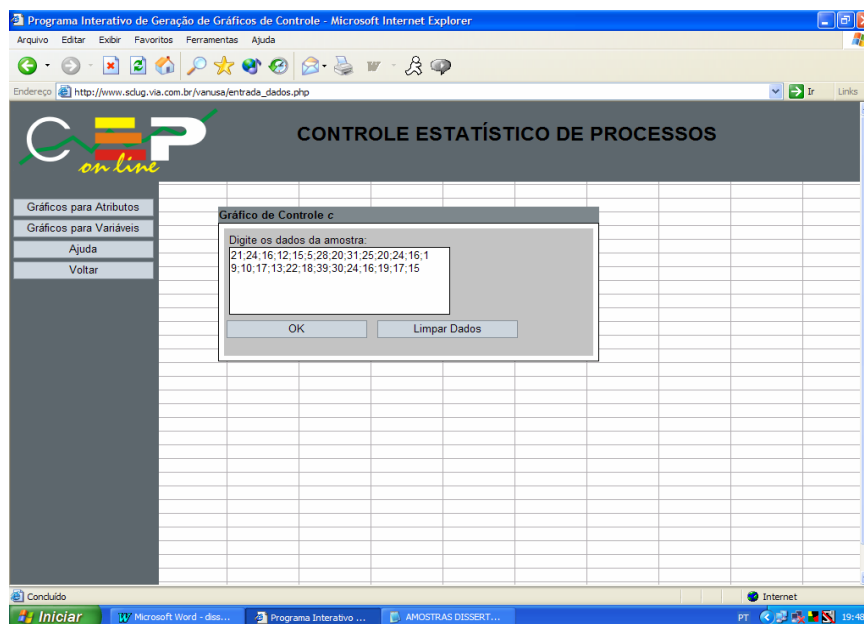 Programa Interativo de Geração de Gráficos de Controle - Microsoft Internet Explorer
Arquivo Editar Exibir Favoritos Ferramentas Ajuda
Endereço http://www.sclug.via.com.br/vanusa/entrada_dados.php Ir Links
CEP
on line
CONTROLE ESTATÍSTICO DE PROCESSOS
Gráficos para Atributos
Gráficos para Variáveis
Ajuda
Voltar
Gráfico de Controle c
Digite os dados da amostra:
21;24;16;12;15;5;28;20;31;25;20;24;16;1
9;10;17;13;22;18;39;30;24;16;19;17;15
OK Limpar Dados
Concluído Internet
Iniciar Microsoft Word - diss... Programa Interativo ... AMOSTRAS DISSERT... PT 19:48